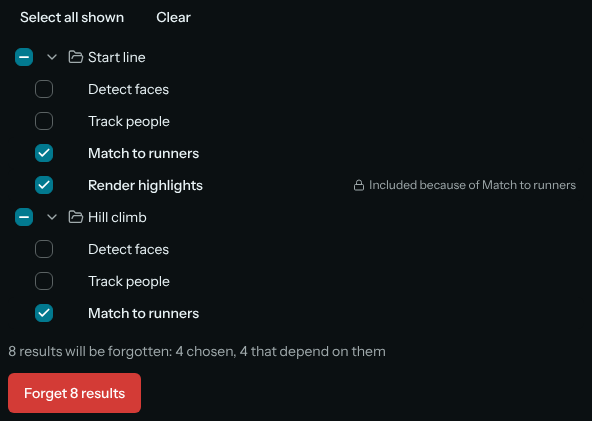 Select all shown Clear
Start line
Detect faces
Track people
Match to runners
Render highlights Included because of Match to runners
Hill climb
Detect faces
Track people
Match to runners
8 results will be forgotten: 4 chosen, 4 that depend on them
Forget 8 results